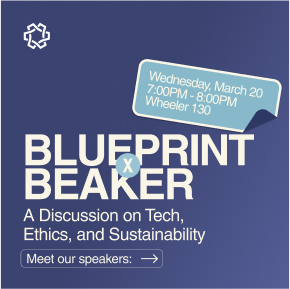 Wednesday, March 20
7:00PM - 8:00PM
Wheeler 130
BLUEPRINT
X
BEAKER
A Discussion on Tech,
Ethics, and Sustainability
Meet our speakers: